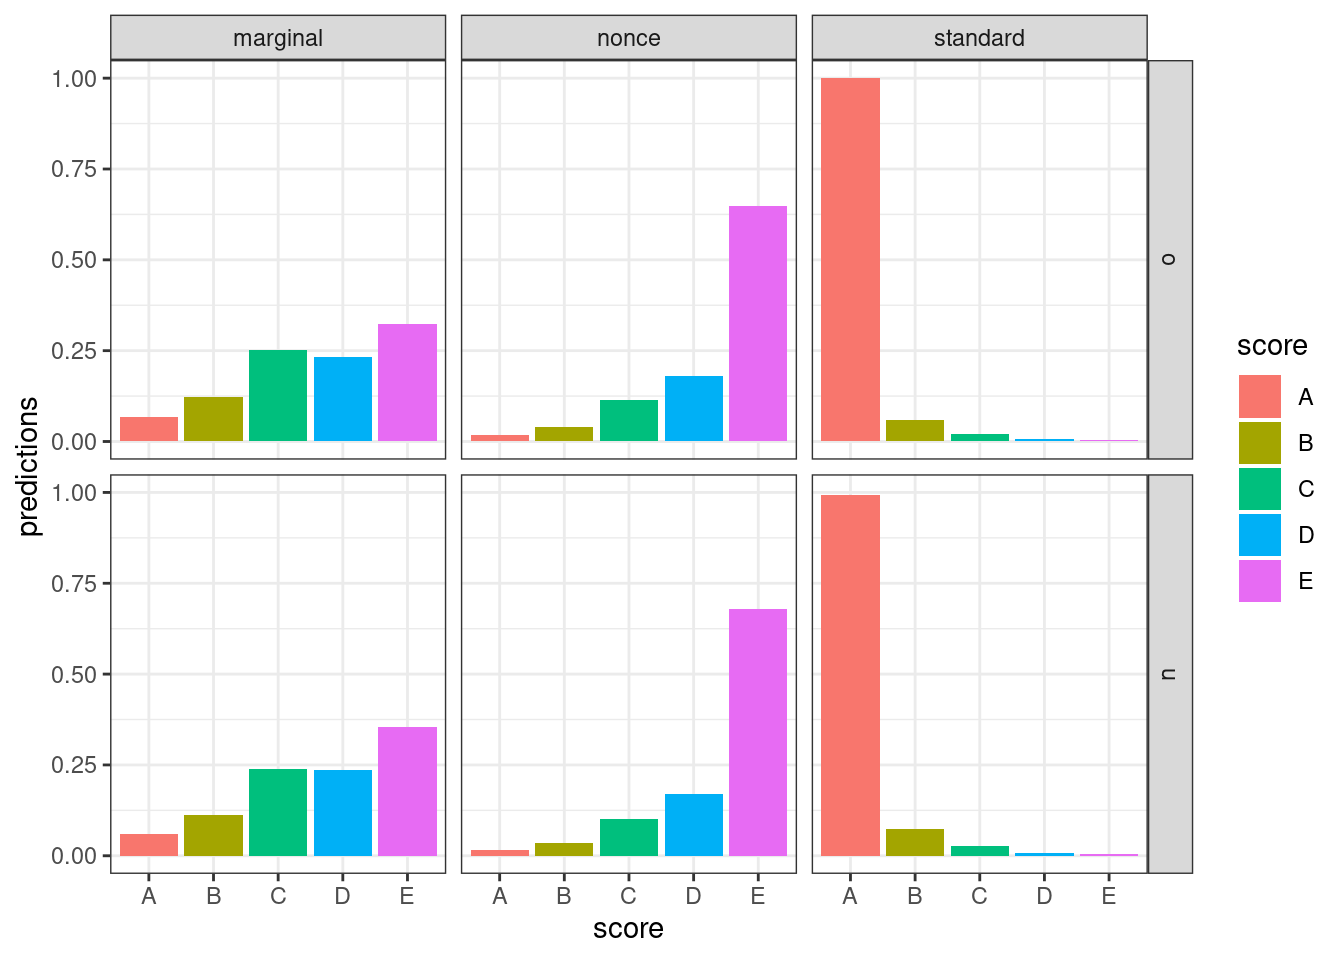 marginal nonce standard
1.00
0.75
0.50
0.25
0.00
o
1.00
0.75
0.50
0.25
0.00
n
predictions
A B C D E A B C D E A B C D E
score
score
A
B
C
D
E